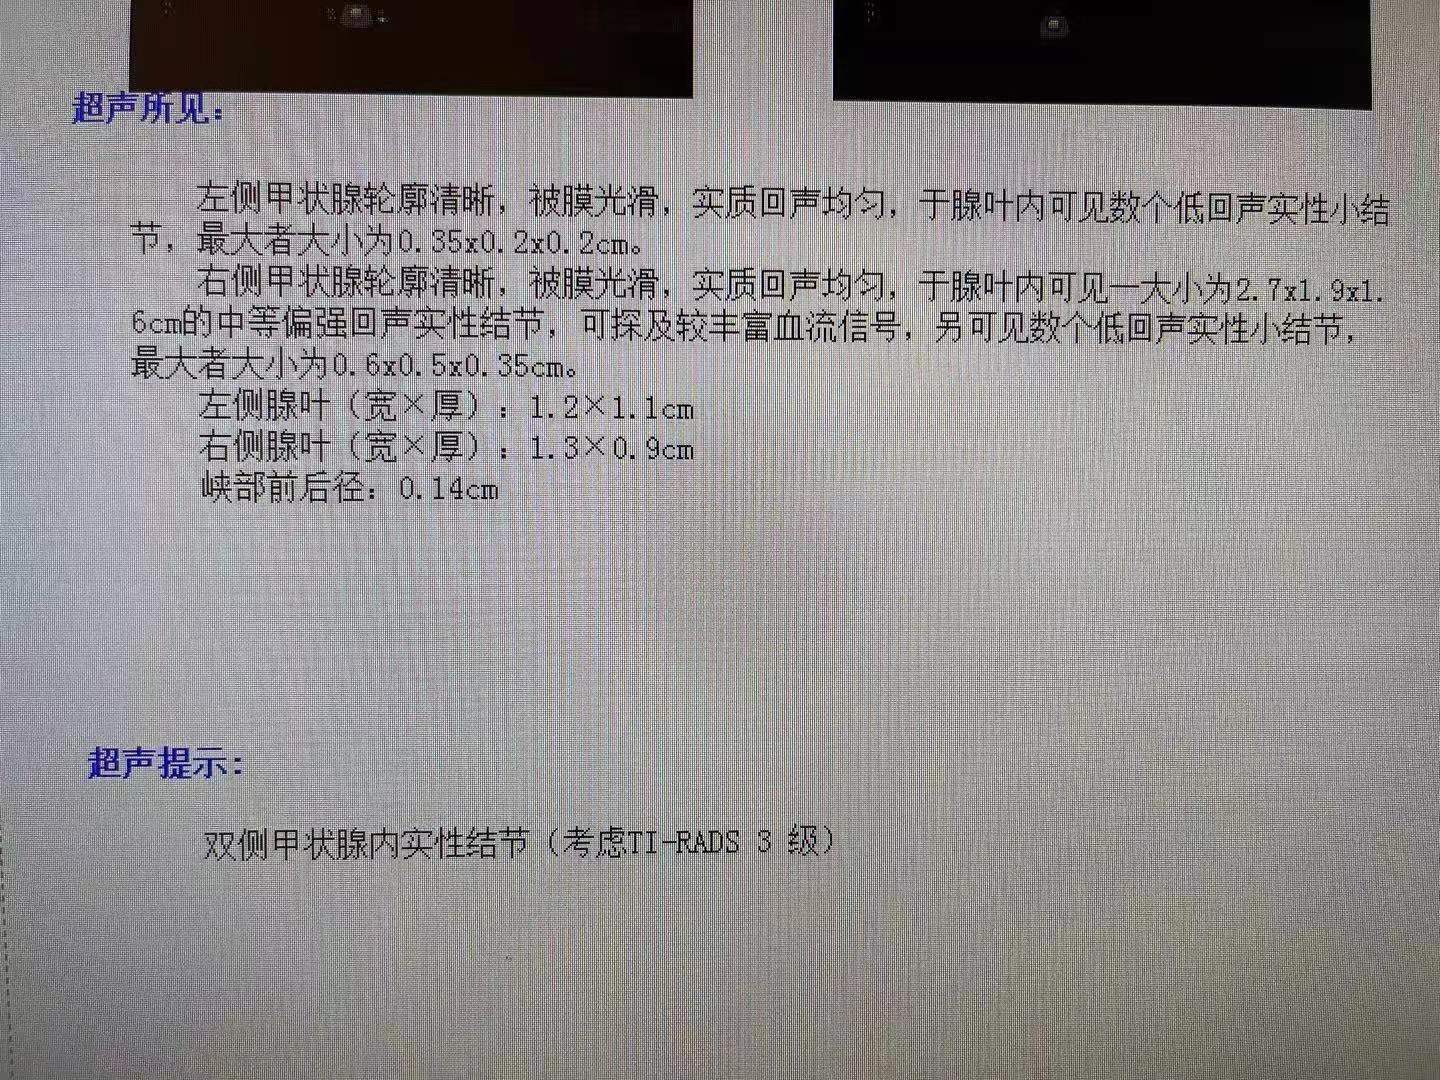 超声所见：
左侧甲状腺轮廓清晰，被膜光滑，实质回声均匀，于腺叶内可见数个低回声实性小结
节，最大者大小为0.35x0.2x0.2cm。
右侧甲状腺轮廓清晰，被膜光滑，实质回声均匀，于腺叶内可见一大小为2.7x1.9x1.
6cm的中等偏强回声实性结节，可探及较丰富血流信号，另可见数个低回声实性小结节，
最大者大小为0.6x0.5x0.35cm。
左侧腺叶（宽×厚）：1.2×1.1cm
右侧腺叶（宽×厚）：1.3×0.9cm
峡部前后径：0.14cm
超声提示：
双侧甲状腺内实性结节（考虑TI-RADS 3 级）